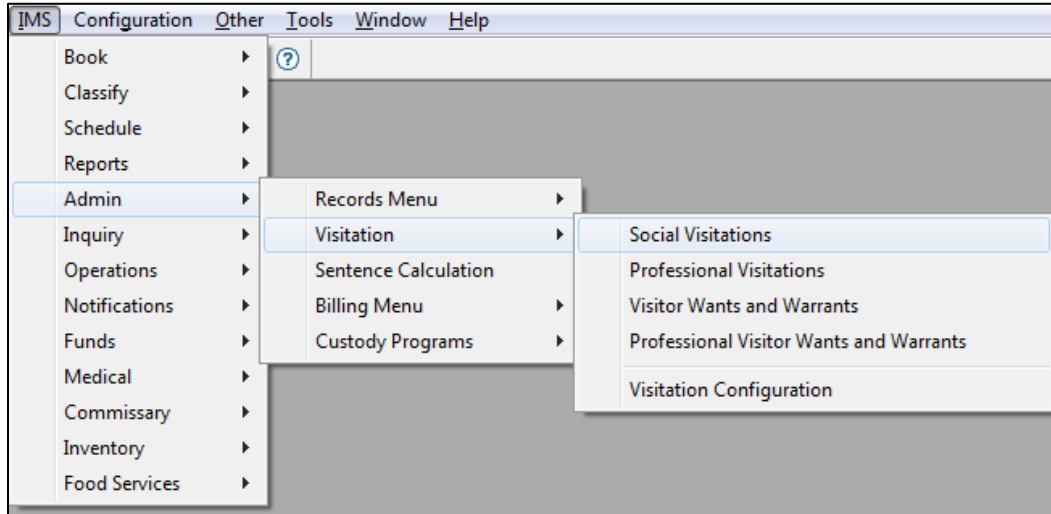 IMS Configuration Other Tools Window Help
Book
?
Classify
Schedule
Reports
Admin
Inquiry
Operations
Notifications
Funds
Medical
Commissary
Inventory
Food Services
Records Menu
Visitation
Sentence Calculation
Billing Menu
Custody Programs
Social Visitations
Professional Visitations
Visitor Wants and Warrants
Professional Visitor Wants and Warrants
Visitation Configuration